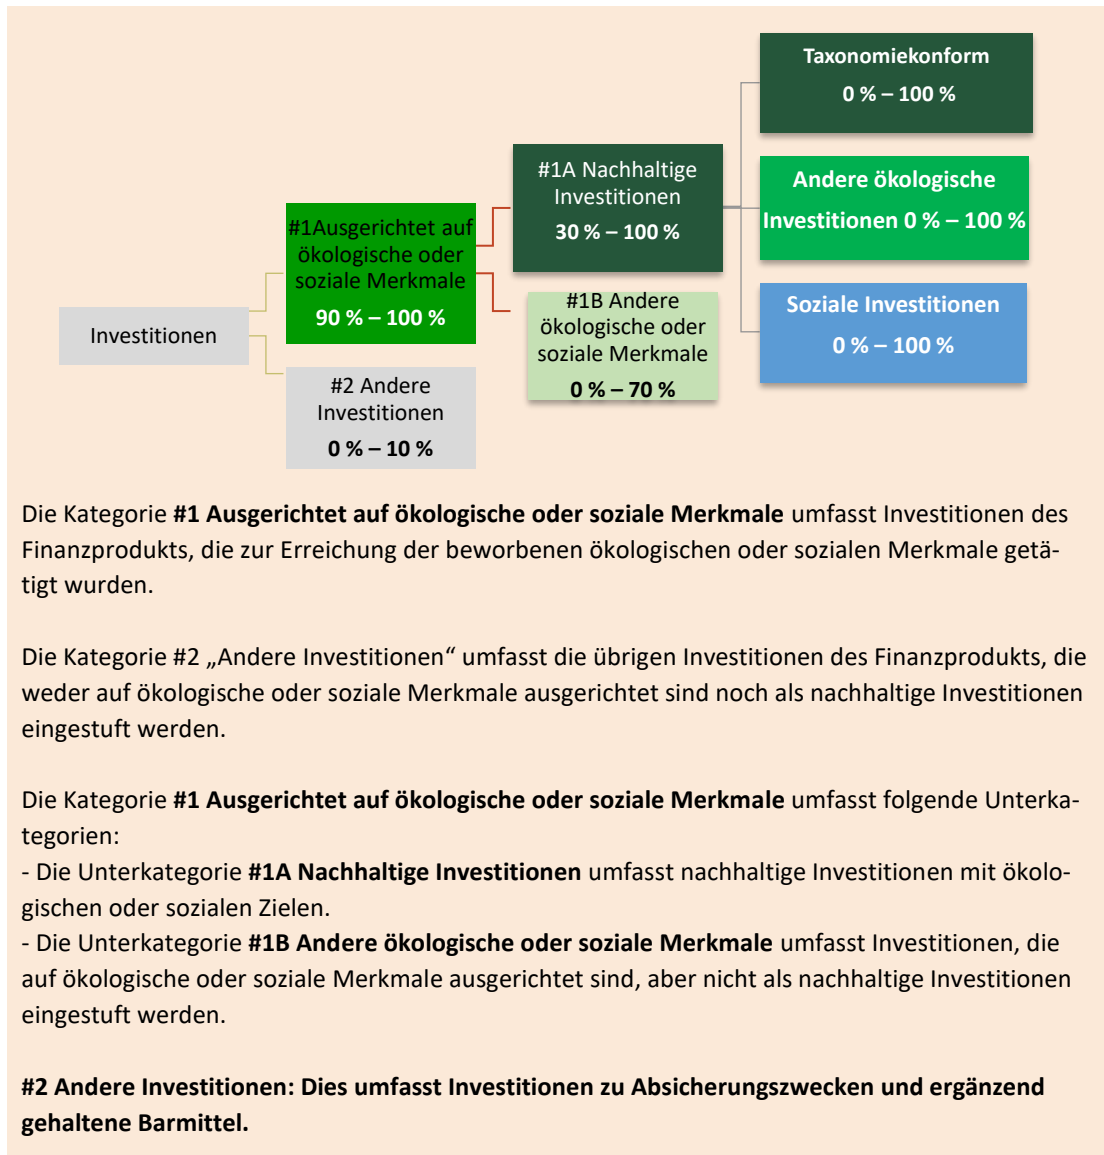 Taxonomiekonform
0 % – 100 %
#1A Nachhaltige
Investitionen
30 % – 100 %
Andere ökologische
Investitionen 0 % – 100 %
#1Ausgerichtet auf
ökologische oder
soziale Merkmale
90 % – 100 %
#1B Andere
ökologische oder
soziale Merkmale
0 % – 70 %
Soziale Investitionen
0 % – 100 %
Investitionen
#2 Andere
Investitionen
0 % – 10 %
Die Kategorie #1 Ausgerichtet auf ökologische oder soziale Merkmale umfasst Investitionen des
Finanzprodukts, die zur Erreichung der beworbenen ökologischen oder sozialen Merkmale getä-
tigt wurden.
Die Kategorie #2 „Andere Investitionen“ umfasst die übrigen Investitionen des Finanzprodukts, die
weder auf ökologische oder soziale Merkmale ausgerichtet sind noch als nachhaltige Investitionen
eingestuft werden.
Die Kategorie #1 Ausgerichtet auf ökologische oder soziale Merkmale umfasst folgende Unterka-
tegorien:
- Die Unterkategorie #1A Nachhaltige Investitionen umfasst nachhaltige Investitionen mit ökolo-
gischen oder sozialen Zielen.
- Die Unterkategorie #1B Andere ökologische oder soziale Merkmale umfasst Investitionen, die
auf ökologische oder soziale Merkmale ausgerichtet sind, aber nicht als nachhaltige Investitionen
eingestuft werden.
#2 Andere Investitionen: Dies umfasst Investitionen zu Absicherungszwecken und ergänzend
gehaltene Barmittel.